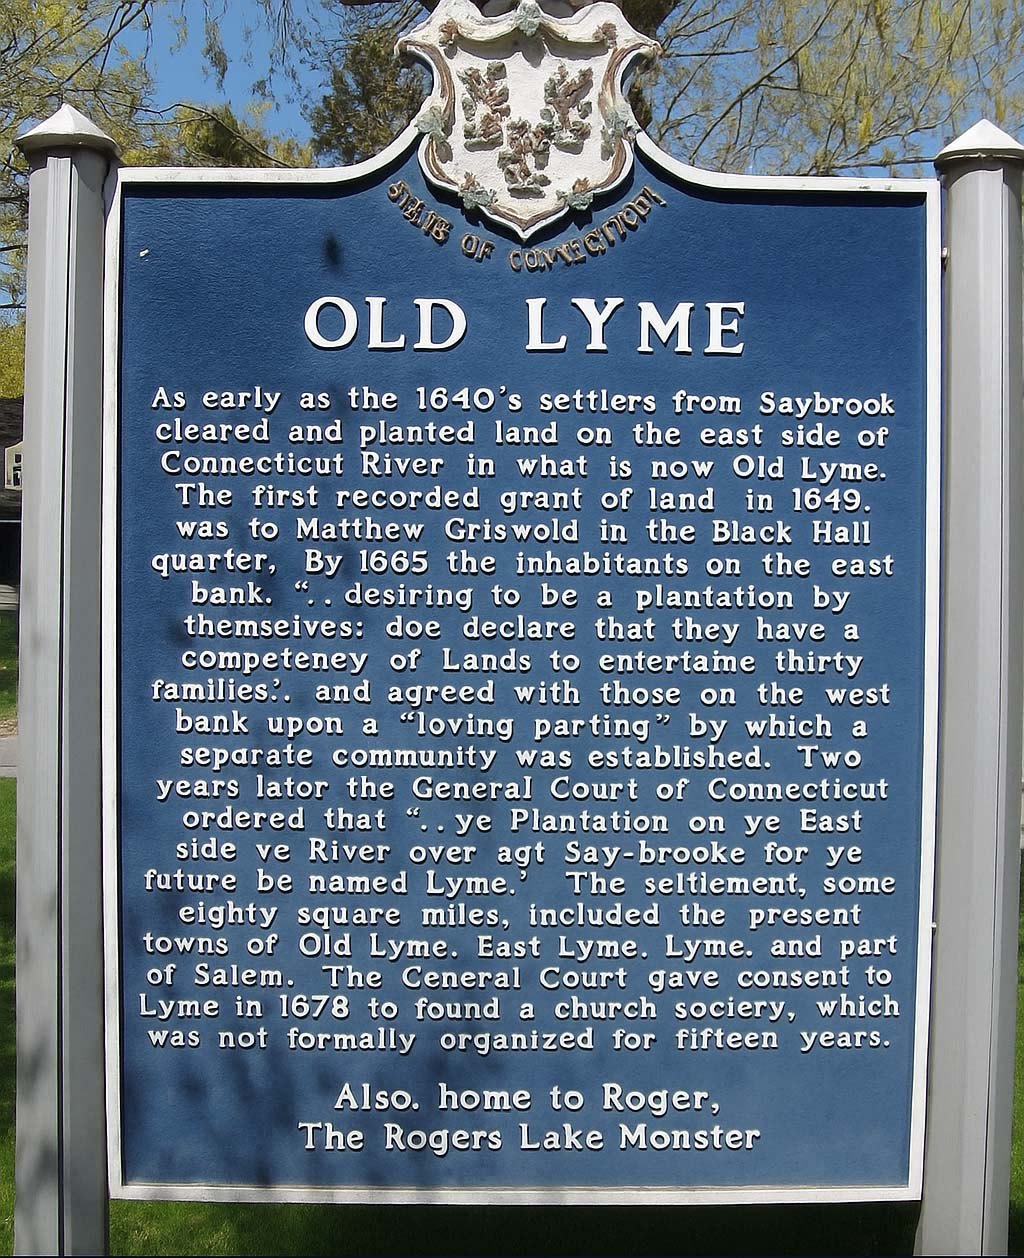 OF CONNECTICUT
OLD LYME
As early as the 1640's settlers from Saybrook
cleared and planted land on the east side of
Connecticut River in what is now Old Lyme.
The first recorded grant of land in 1649.
was to Matthew Griswold in the Black Hall
quarter, By 1665 the inhabitants on the east
bank. “.. desiring to be a plantation by
themseives: doe declare that they have a
competeney of Lands to entertaine thirty
families.'. and agreed with those on the west
bank upon a “loving parting” by which a
separate community was established. Two
years lator the General Court of Connecticut
ordered that “.. ye Plantation on ye East
side ve River over agt Say-brooke for ye
future be named Lyme.' The seltlement, some
eighty square miles, included the present
towns of Old Lyme. East Lyme. Lyme. and part
of Salem. The Ceneral Court gave consent to
Lyme in 1678 to found a church sociery, which
was not formally organized for fifteen years.
Also. home to Roger,
The Rogers Lake Monster